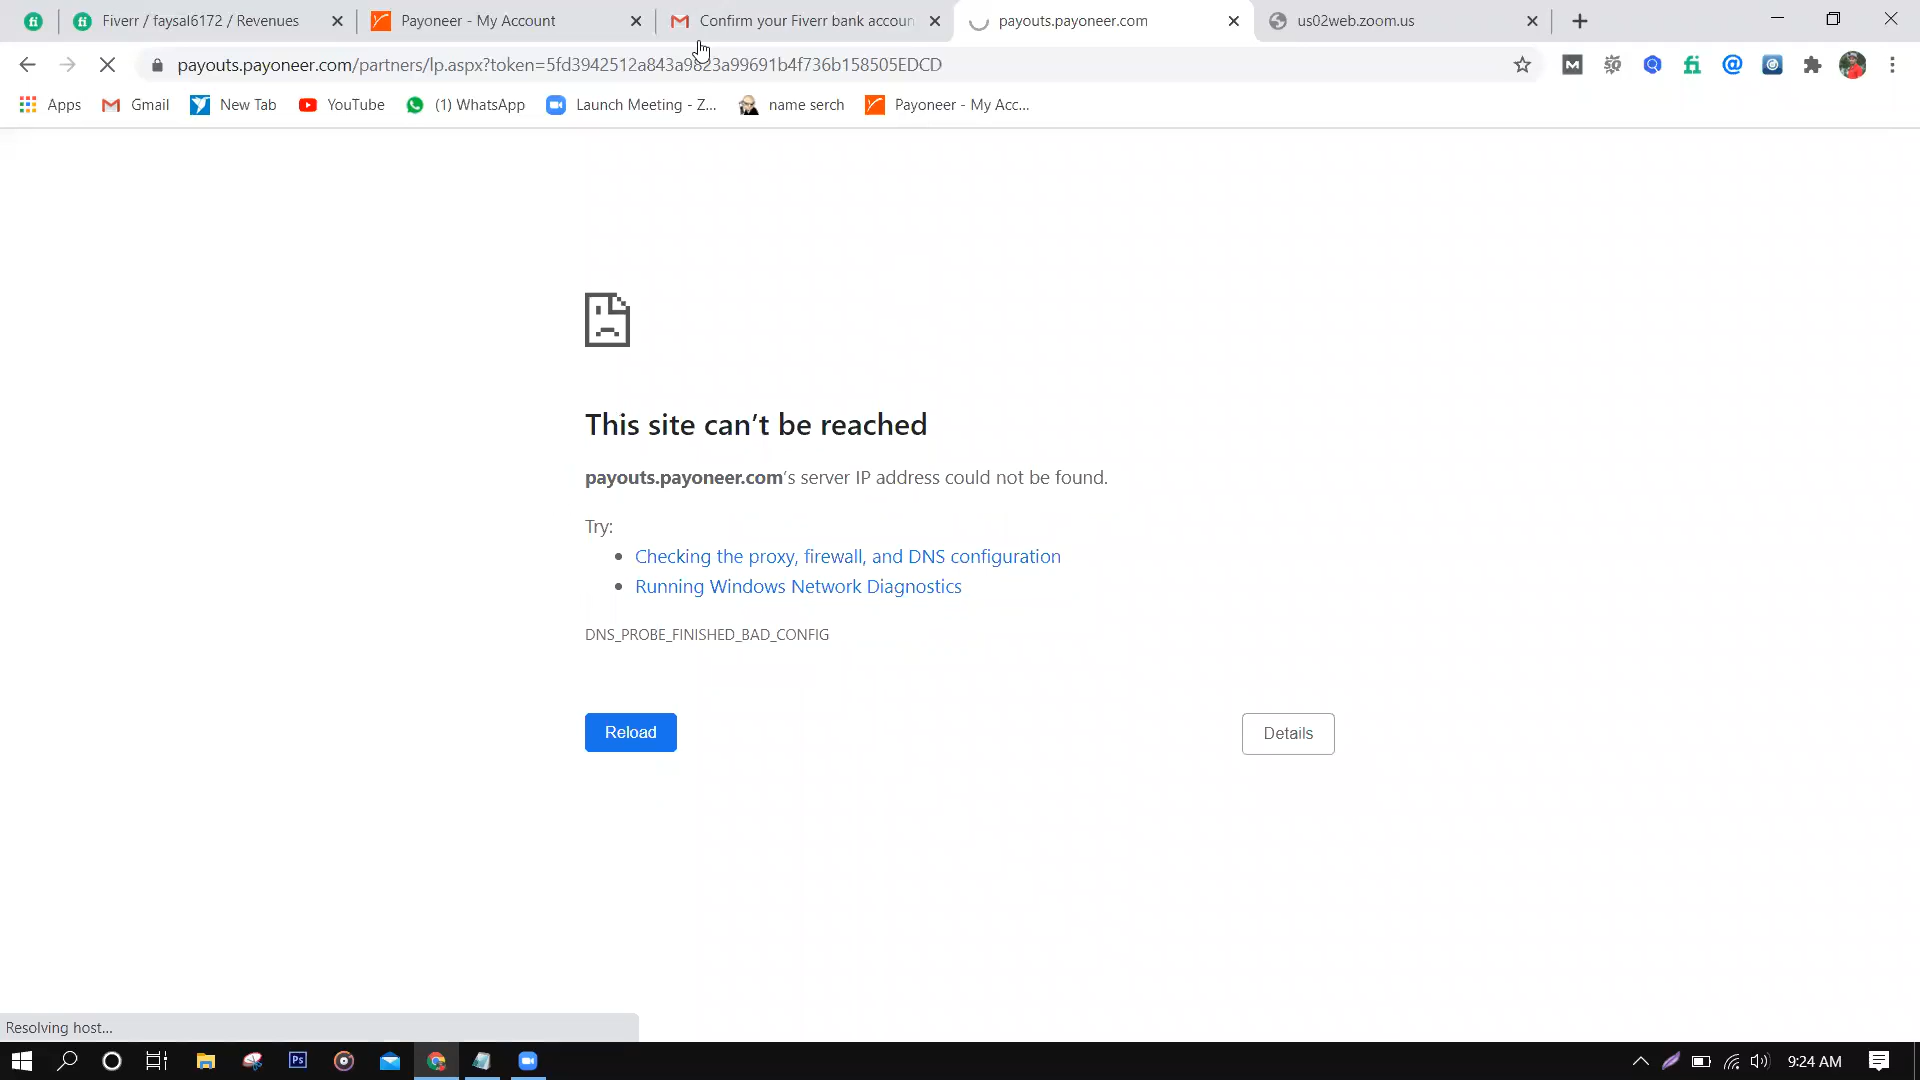 Fiverr / faysal6172 / Revenues
Payoneer - My Account
Confirm your Fiverr bank accoun
payouts.payoneer.com
us02web.zoom.us
payouts.payoneer.com/partners/lp.aspx?token=5fd3942512a843a9823a99691b4f736b158505EDCD
Apps
Gmail
New Tab
YouTube
(1) WhatsApp
Launch Meeting - Z...
name serch
Payoneer - My Acc...
This site can’t be reached
payouts.payoneer.com’s server IP address could not be found.
Try:
Checking the proxy, firewall, and DNS configuration
Running Windows Network Diagnostics
DNS_PROBE_FINISHED_BAD_CONFIG
Reload
Details
Resolving host...
Ps
9:24 AM